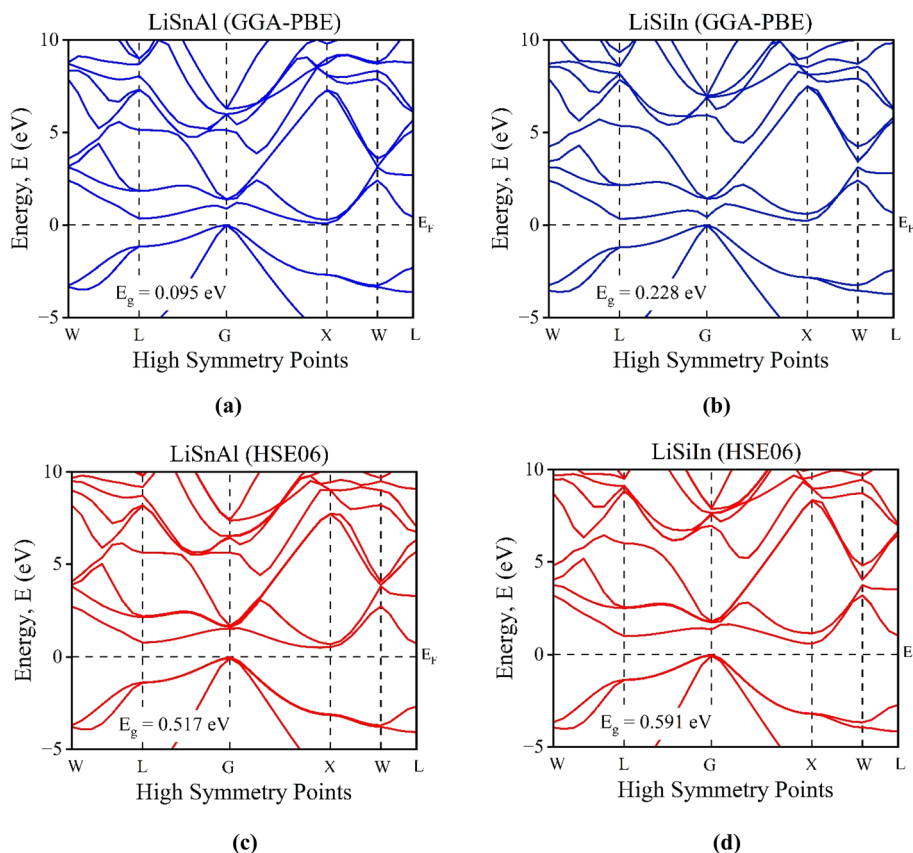 LiSnAl (GGA-PBE)
10
5
0
−5
Energy, E (eV)
E_F
E_g = 0.095 eV
W L G X W L
High Symmetry Points
(a)
LiSiIn (GGA-PBE)
10
5
0
−5
Energy, E (eV)
E_F
E_g = 0.228 eV
W L G X W L
High Symmetry Points
(b)
LiSnAl (HSE06)
10
5
0
−5
Energy, E (eV)
E_F
E_g = 0.517 eV
W L G X W L
High Symmetry Points
(c)
LiSiIn (HSE06)
10
5
0
−5
Energy, E (eV)
E
E_g = 0.591 eV
W L G X W L
High Symmetry Points
(d)